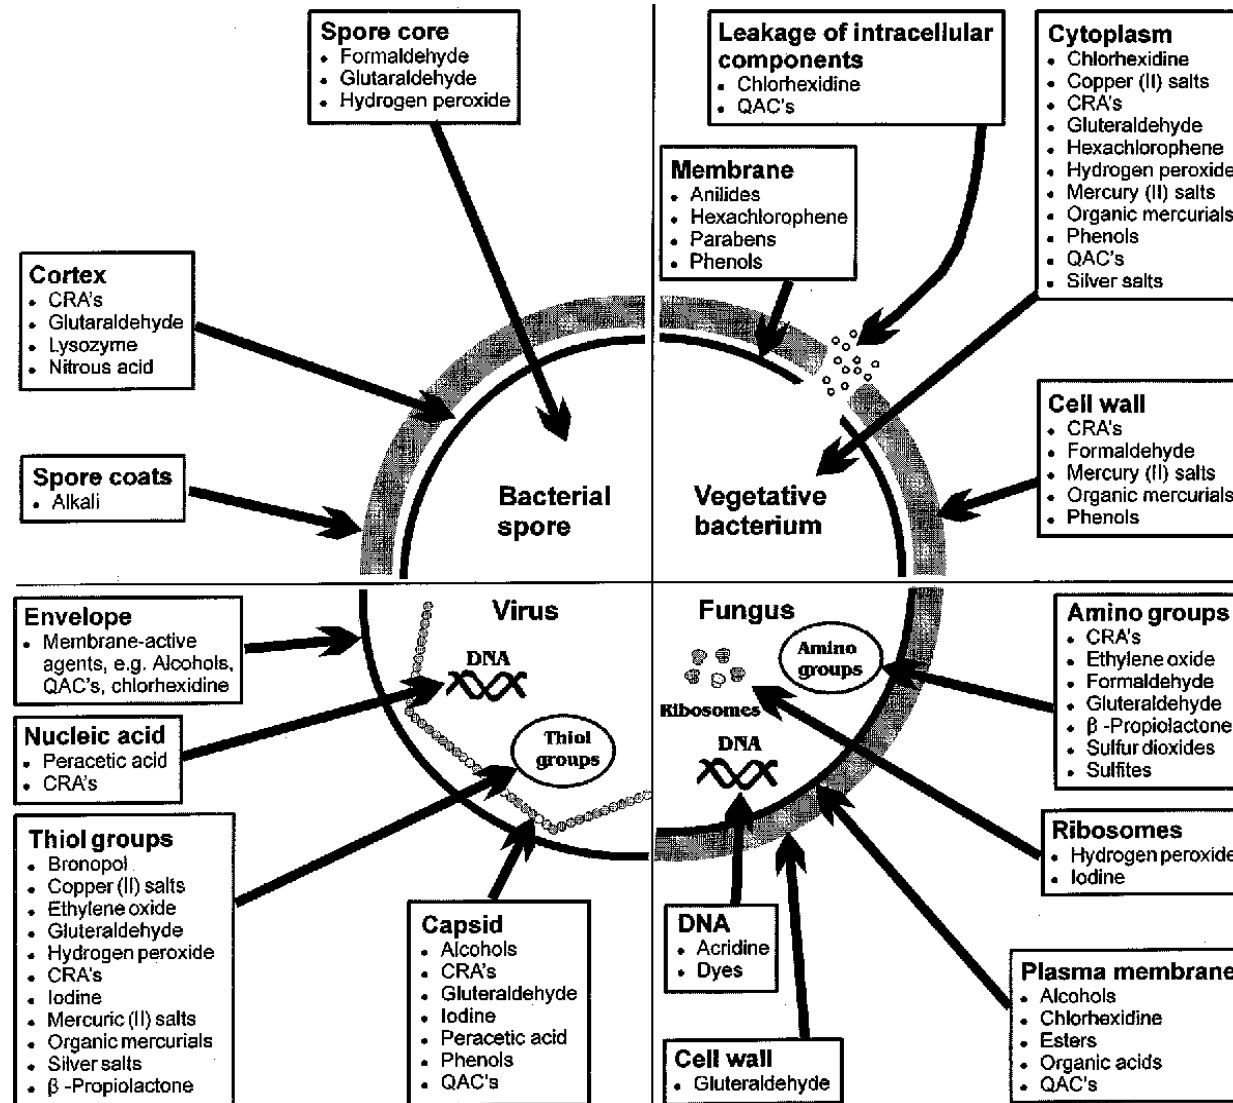 Spore core
• Formaldehyde
• Glutaraldehyde
• Hydrogen peroxide
Leakage of intracellular
components
• Chlorhexidine
• QAC's
Cytoplasm
• Chlorhexidine
• Copper (II) salts
• CRA's
• Gluteraldehyde
• Hexachlorophene
• Hydrogen peroxide
• Mercury (II) salts
• Organic mercurials
• Phenols
• QAC's
• Silver salts
Membrane
• Anilides
• Hexachlorophene
• Parabens
• Phenols
Cortex
• CRA's
• Glutaraldehyde
• Lysozyme
• Nitrous acid
Cell wall
• CRA's
• Formaldehyde
• Mercury (II) salts
• Organic mercurials
• Phenols
Spore coats
• Alkali
Bacterial
spore
Vegetative
bacterium
Envelope
• Membrane-active
agents, e.g. Alcohols,
QAC's, chlorhexidine
Virus
DNA
Thiol
groups
Fungus
Amino
groups
Ribosomes
DNA
Amino groups
• CRA's
• Ethylene oxide
• Formaldehyde
• Gluteraldehyde
• β -Propiolactone
• Sulfur dioxides
• Sulfites
Nucleic acid
• Peracetic acid
• CRA's
Thiol groups
• Bronopol
• Copper (II) salts
• Ethylene oxide
• Gluteraldehyde
• Hydrogen peroxide
• CRA's
• Iodine
• Mercuric (II) salts
• Organic mercurials
• Silver salts
• β -Propiolactone
Capsid
• Alcohols
• CRA's
• Gluteraldehyde
• Iodine
• Peracetic acid
• Phenols
• QAC's
DNA
• Acridine
• Dyes
Cell wall
• Gluteraldehyde
Ribosomes
• Hydrogen peroxide
• Iodine
Plasma membrane
• Alcohols
• Chlorhexidine
• Esters
• Organic acids
• QAC's